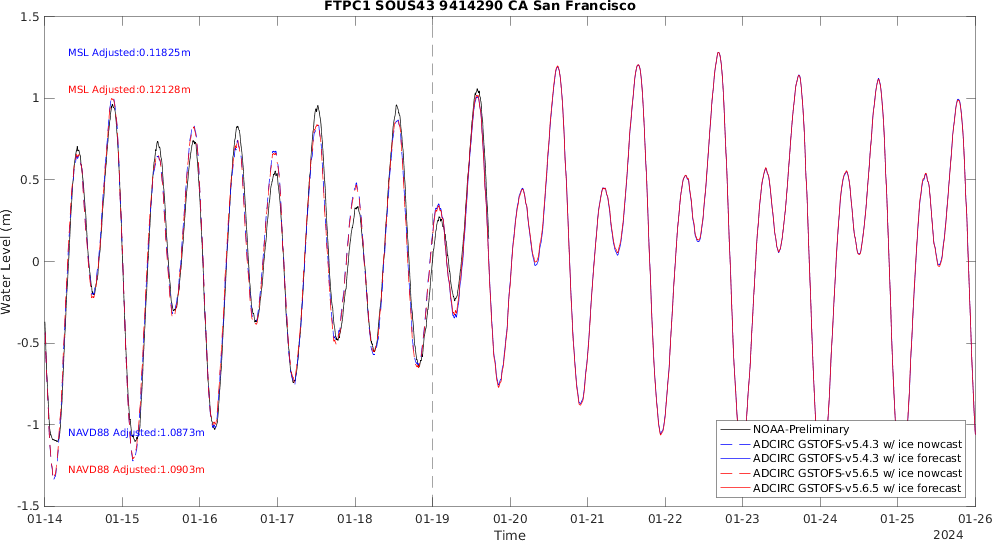 FTPC1 SOUS43 9414290 CA San Francisco
1.5
1
0.5
0
-0.5
-1
-1.5
Water Level (m)
MSL Adjusted:0.11825m
MSL Adjusted:0.12128m
NAVD88 Adjusted:1.0873m
NAVD88 Adjusted:1.0903m
NOAA-Preliminary
ADCIRC GSTOFS-v5.4.3 w/ ice nowcast
ADCIRC GSTOFS-v5.4.3 w/ ice forecast
ADCIRC GSTOFS-v5.6.5 w/ ice nowcast
ADCIRC GSTOFS-v5.6.5 w/ ice forecast
01-14 01-15 01-16 01-17 01-18 01-19 01-20 01-21 01-22 01-23 01-24 01-25 01-26
Time
2024